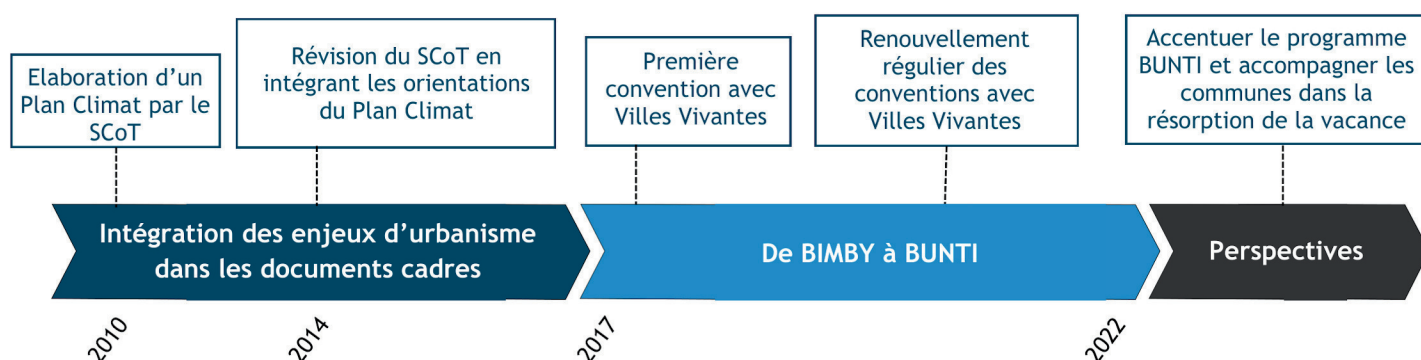 Elaboration d’un
Plan Climat par le
SCoT
Révision du SCoT en
intégrant les orientations
du Plan Climat
Première
convention avec
Villes Vivantes
Renouvellement
régulier des
conventions avec
Villes Vivantes
Accentuer le programme
BUNTI et accompagner les
communes dans la
résorption de la vacance
Intégration des enjeux d’urbanisme
dans les documents cadres
De BIMBY à BUNTI
Perspectives
2010
2014
2017
2022